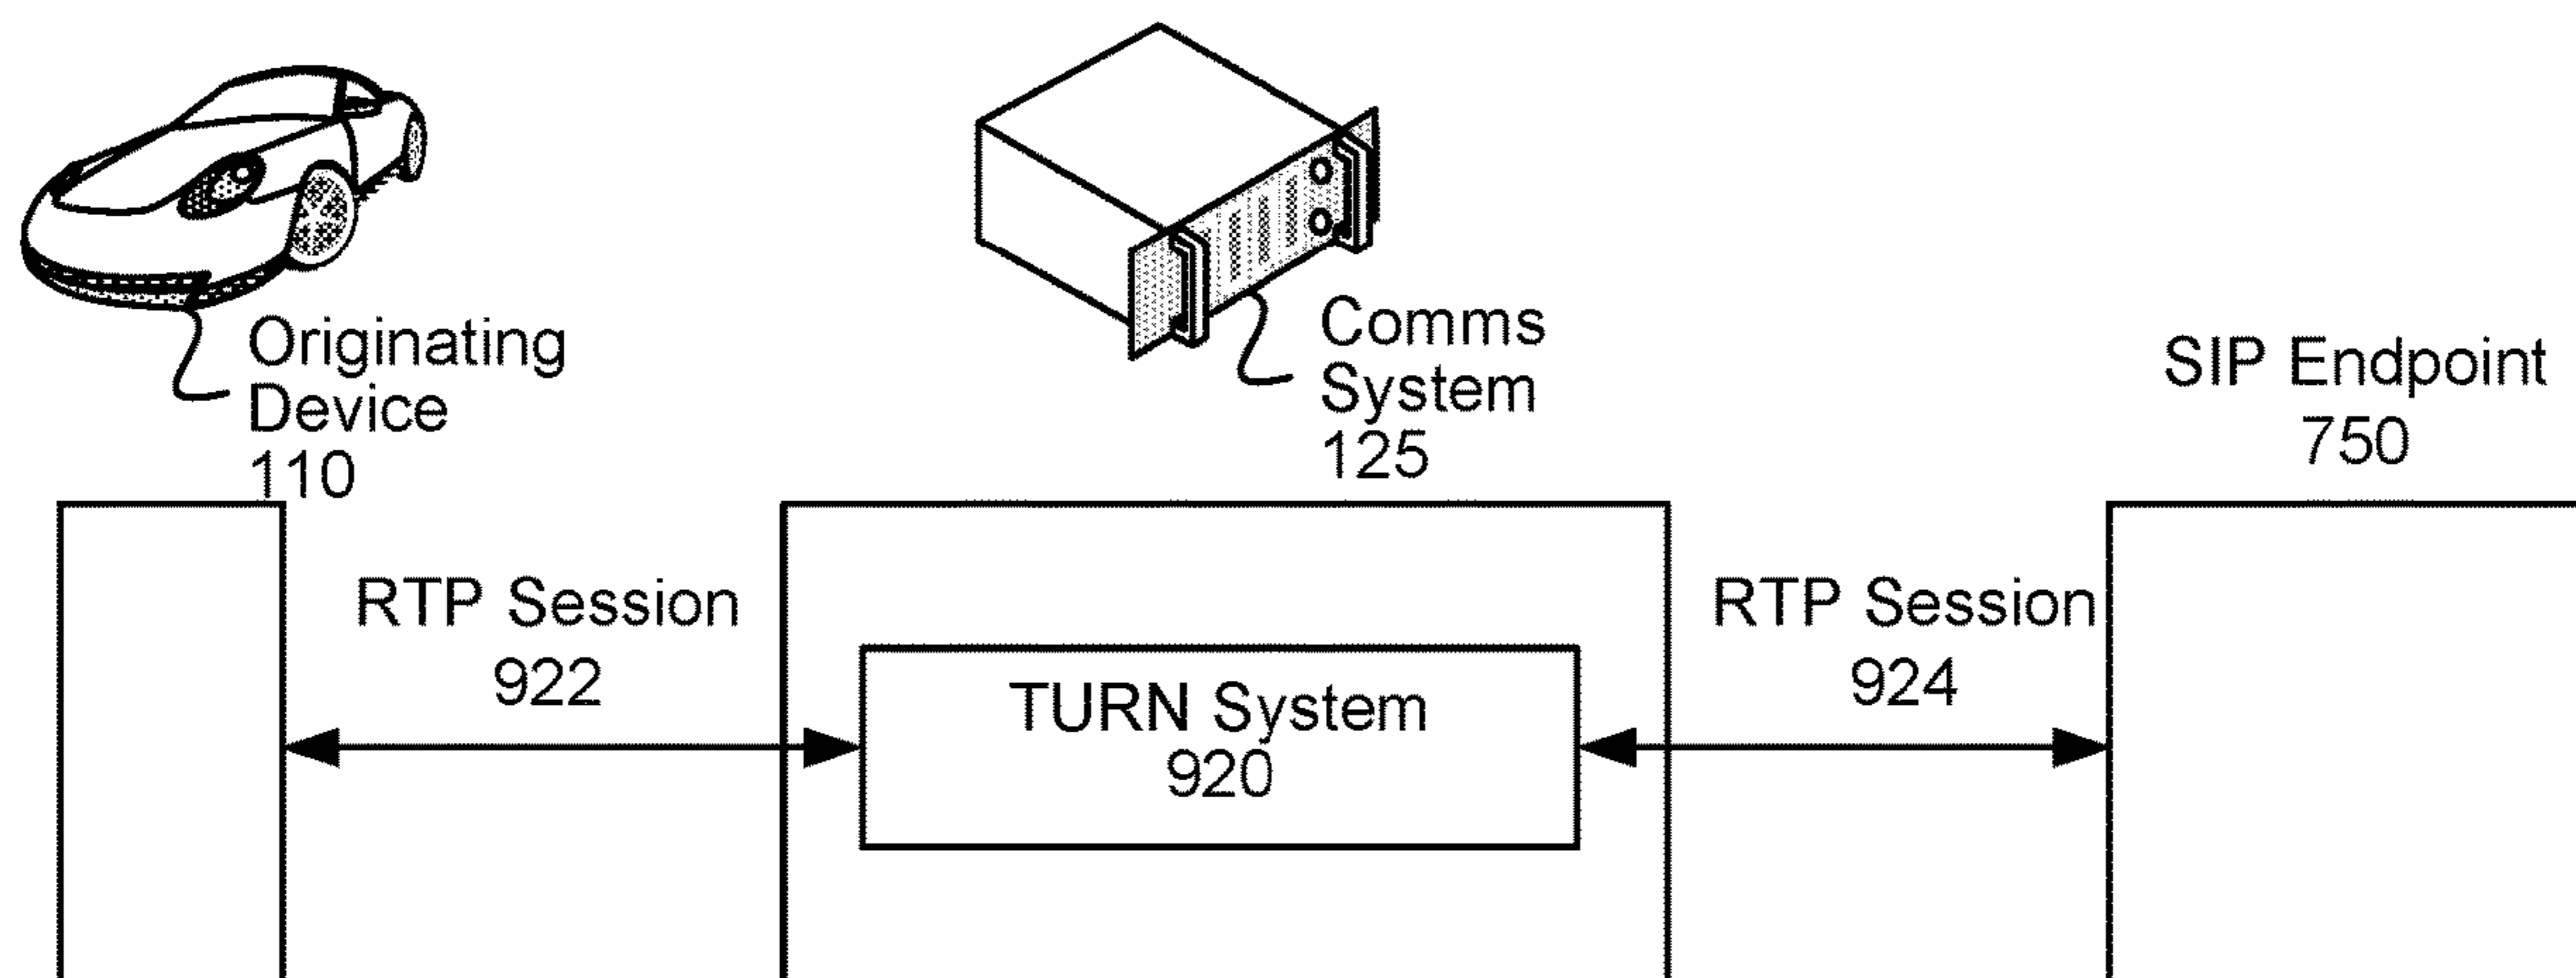 Originating
Device
110
Comms
System
125
SIP Endpoint
750
RTP Session
922
TURN System
920
RTP Session
924